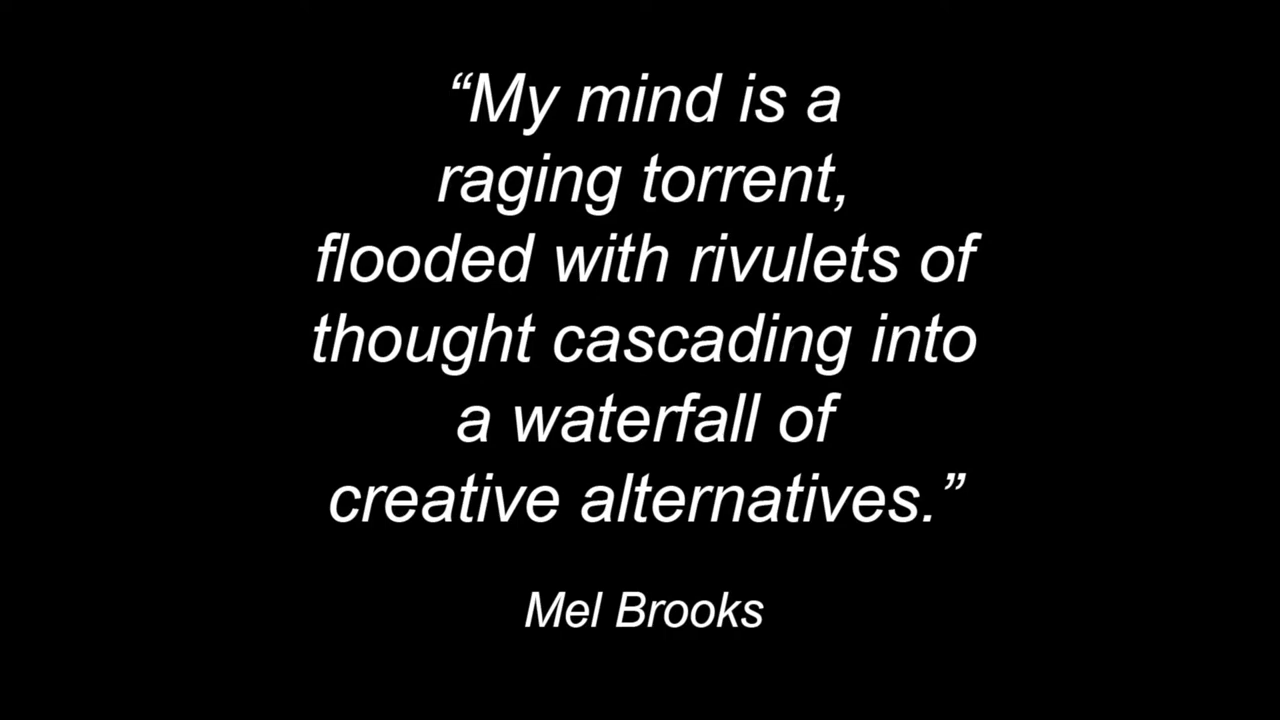 “My mind is a
raging torrent,
flooded with rivulets of
thought cascading into
a waterfall of
creative alternatives.”
Mel Brooks